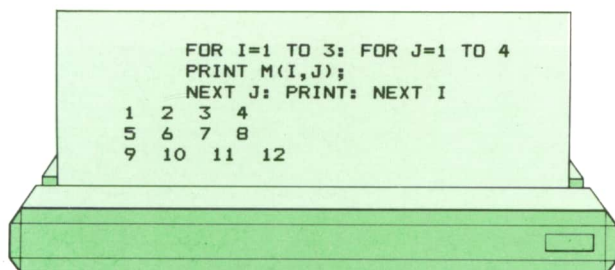 FOR I=1 TO 3: FOR J=1 TO 4
PRINT M(I,J);
NEXT J: PRINT: NEXT I
1 2 3 4
5 6 7 8
9 10 11 12